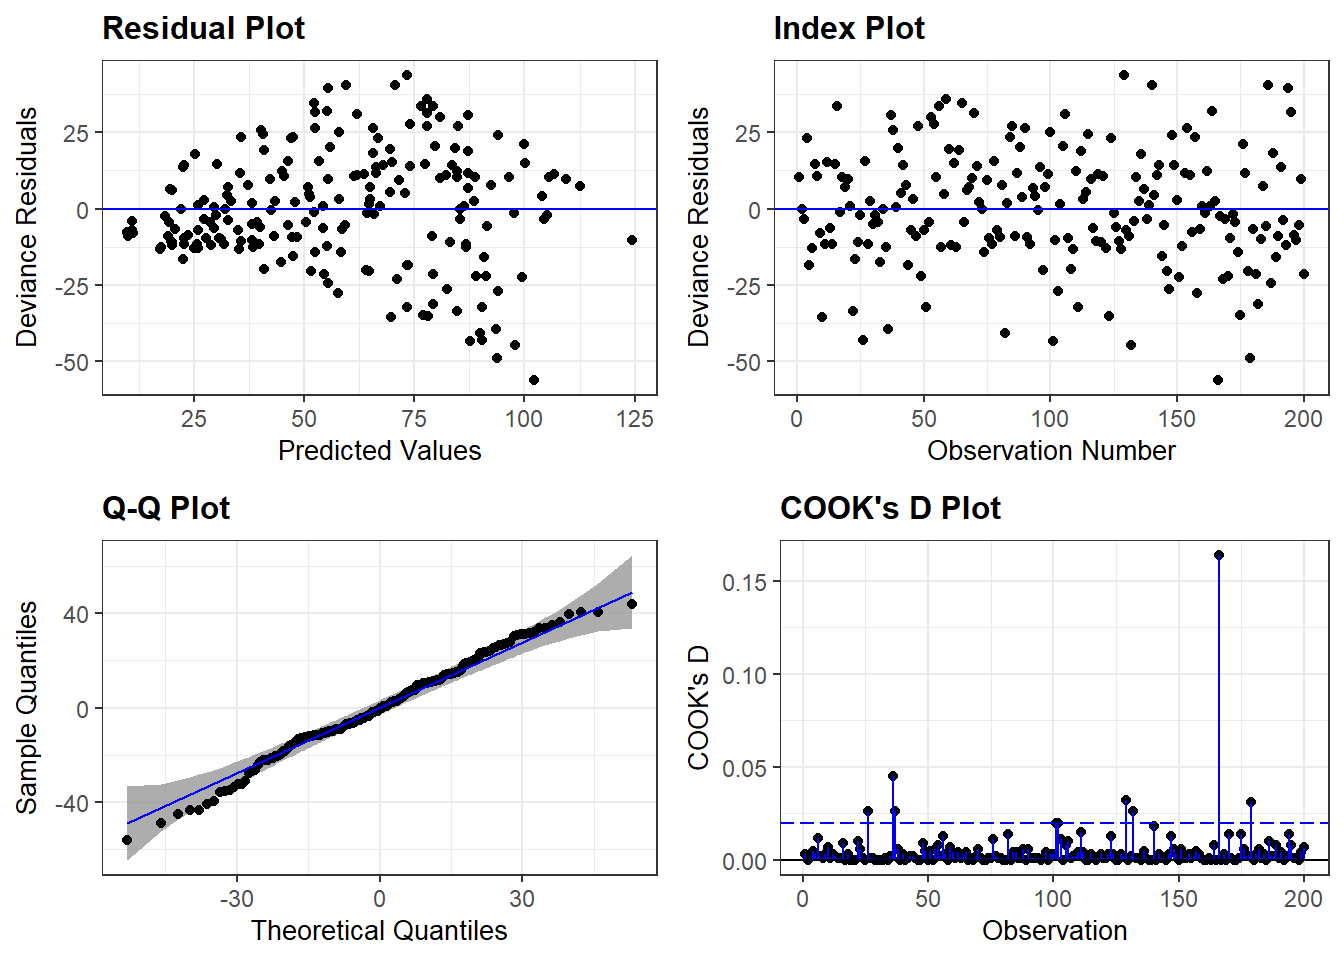 Residual Plot
Deviance Residuals
25
0
-25
-50
25
50
75
100
125
Predicted Values
Index Plot
Deviance Residuals
25
0
-25
-50
0
50
100
150
200
Observation Number
Q-Q Plot
Sample Quantiles
40
0
-40
-30
0
30
Theoretical Quantiles
COOK's D Plot
COOK's D
0.15
0.10
0.05
0.00
0
50
100
150
200
Observation